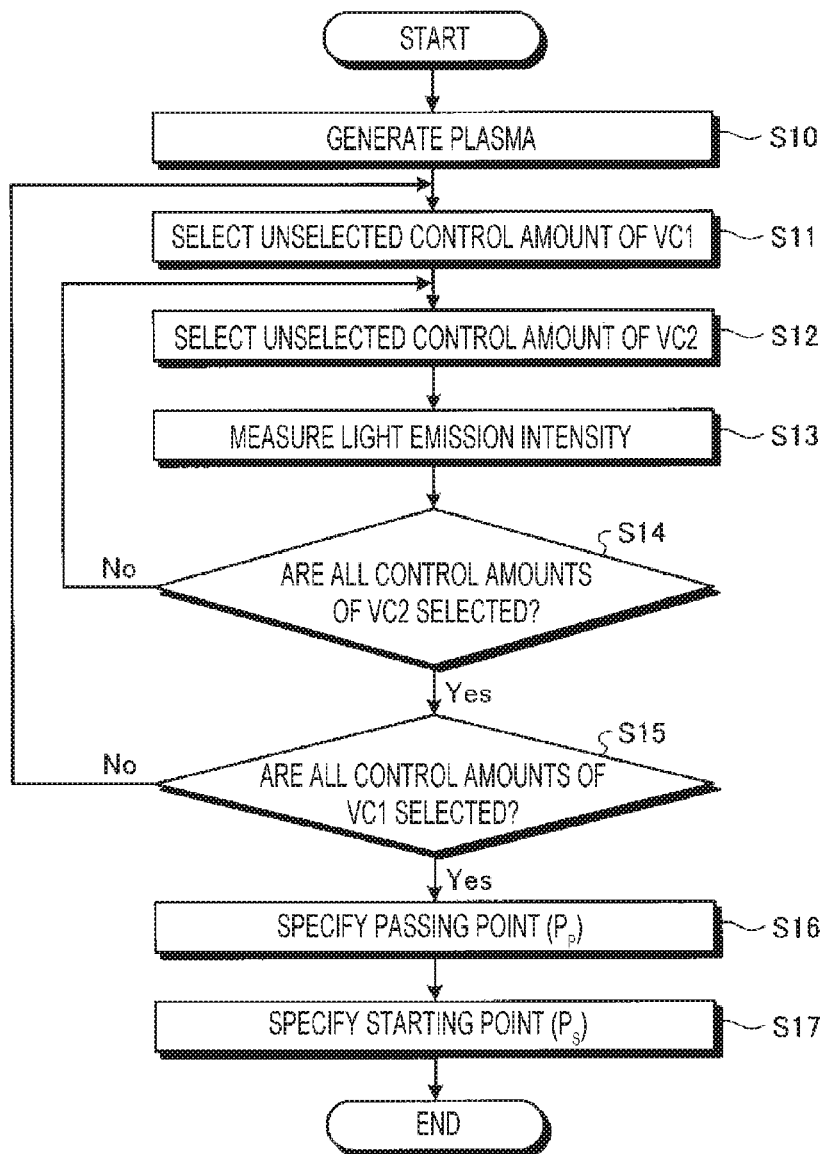 START
GENERATE PLASMA
S10
SELECT UNSELECTED CONTROL AMOUNT OF VC1
S11
SELECT UNSELECTED CONTROL AMOUNT OF VC2
S12
MEASURE LIGHT EMISSION INTENSITY
S13
S14
No
ARE ALL CONTROL AMOUNTS
OF VC2 SELECTED?
Yes
S15
No
ARE ALL CONTROL AMOUNTS OF
VC1 SELECTED?
Yes
SPECIFY PASSING POINT (PP)
S16
SPECIFY STARTING POINT (PS)
S17
END